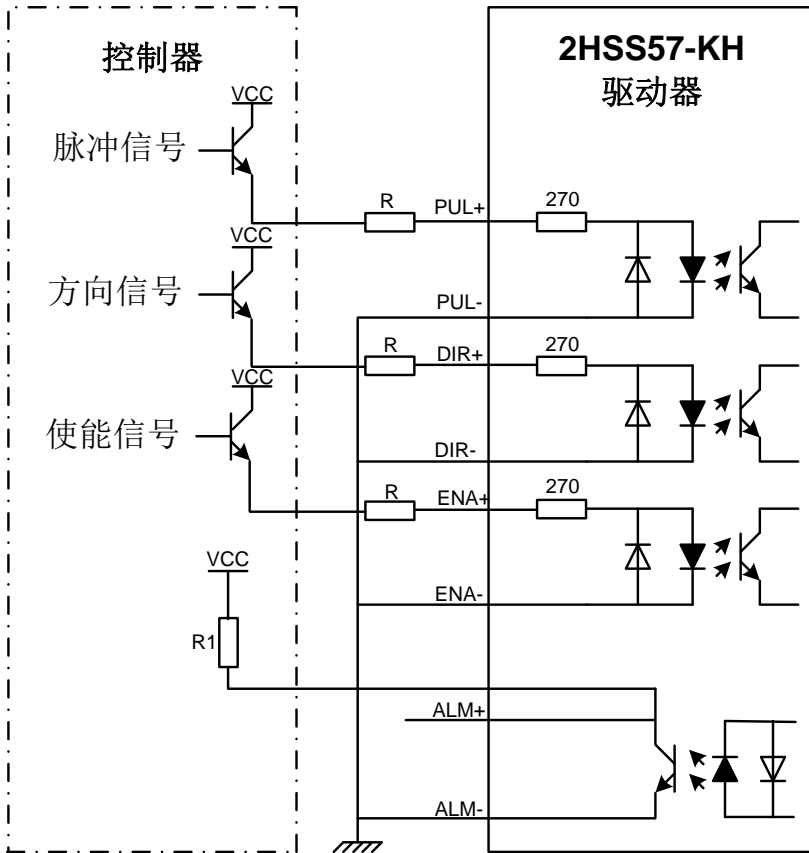 控制器
2HSS57-KH
驱动器
VCC
脉冲信号
R
PUL+
270
VCC
方向信号
PUL-
R
DIR+
270
VCC
使能信号
DIR-
R
ENA+
270
VCC
ENA-
R1
ALM+
ALM-